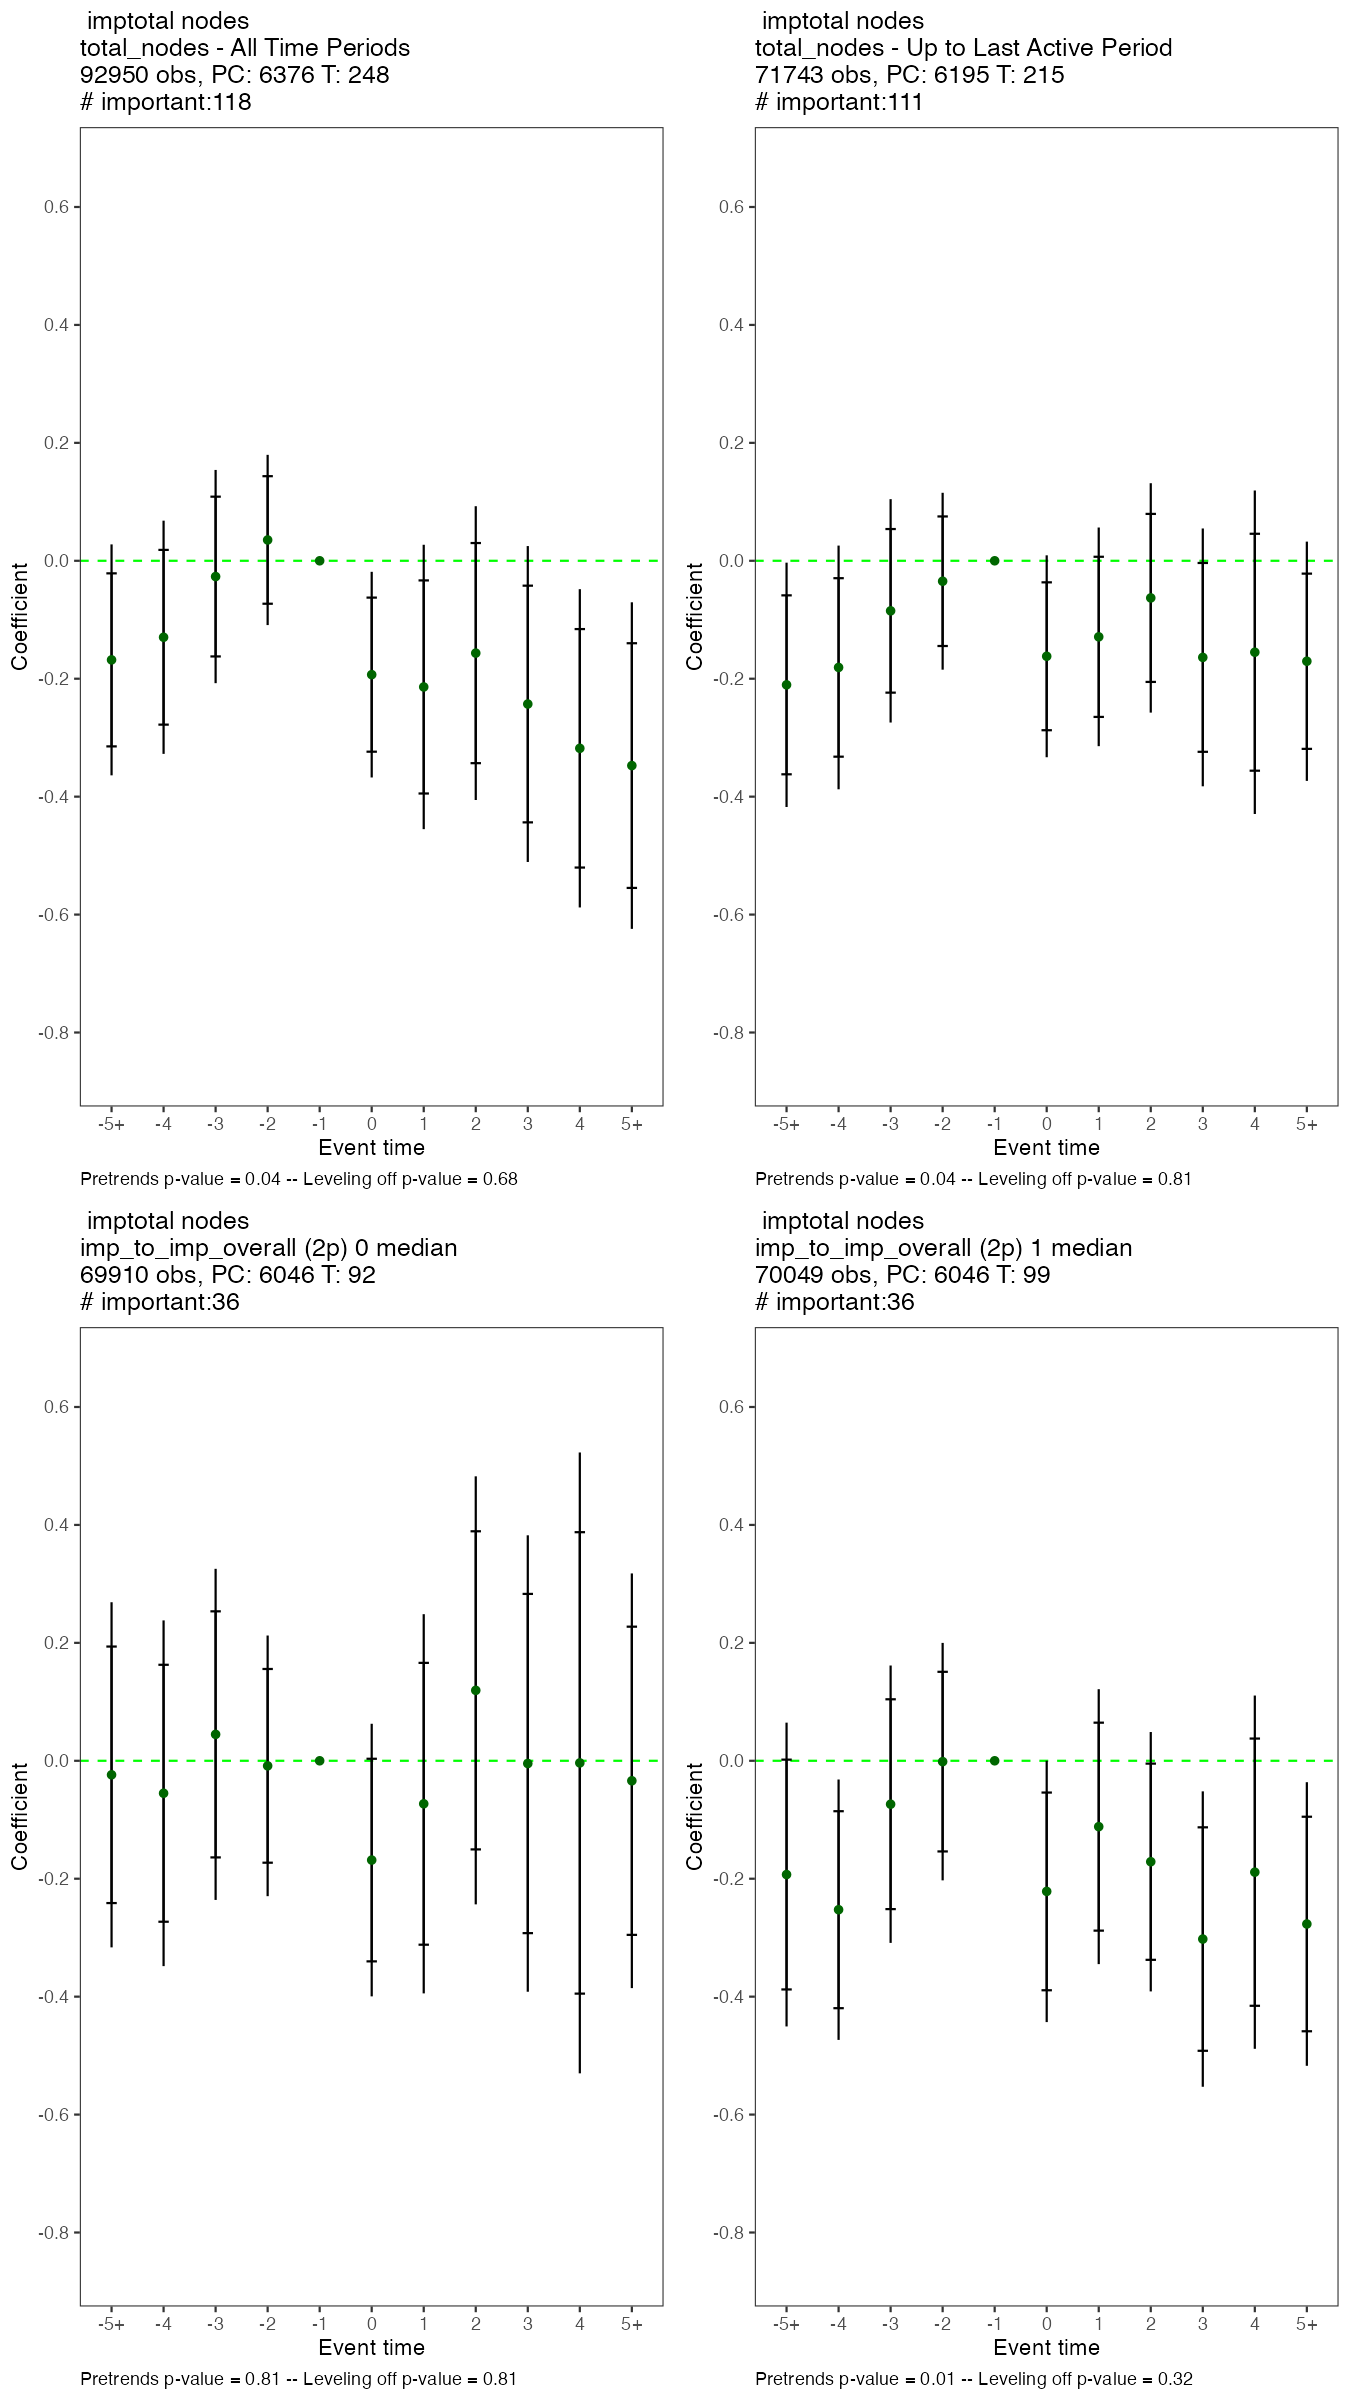 imptotal nodes
total_nodes - All Time Periods
92950 obs, PC: 6376 T: 248
# important:118
0.6
0.4
0.2
0.0
-0.2
-0.4
-0.6
-0.8
Coefficient
-5+ -4 -3 -2 -1 0 1 2 3 4 5+
Event time
Pretrends p-value = 0.04 -- Leveling off p-value = 0.68
imptotal nodes
total_nodes - Up to Last Active Period
71743 obs, PC: 6195 T: 215
# important:111
0.6
0.4
0.2
0.0
-0.2
-0.4
-0.6
-0.8
Coefficient
-5+ -4 -3 -2 -1 0 1 2 3 4 5+
Event time
Pretrends p-value = 0.04 -- Leveling off p-value = 0.81
imptotal nodes
imp_to_imp_overall (2p) 0 median
69910 obs, PC: 6046 T: 92
# important:36
0.6
0.4
0.2
0.0
-0.2
-0.4
-0.6
-0.8
Coefficient
-5+ -4 -3 -2 -1 0 1 2 3 4 5+
Event time
Pretrends p-value = 0.81 -- Leveling off p-value = 0.81
imptotal nodes
imp_to_imp_overall (2p) 1 median
70049 obs, PC: 6046 T: 99
# important:36
0.6
0.4
0.2
0.0
-0.2
-0.4
-0.6
-0.8
Coefficient
-5+ -4 -3 -2 -1 0 1 2 3 4 5+
Event time
Pretrends p-value = 0.01 -- Leveling off p-value = 0.32